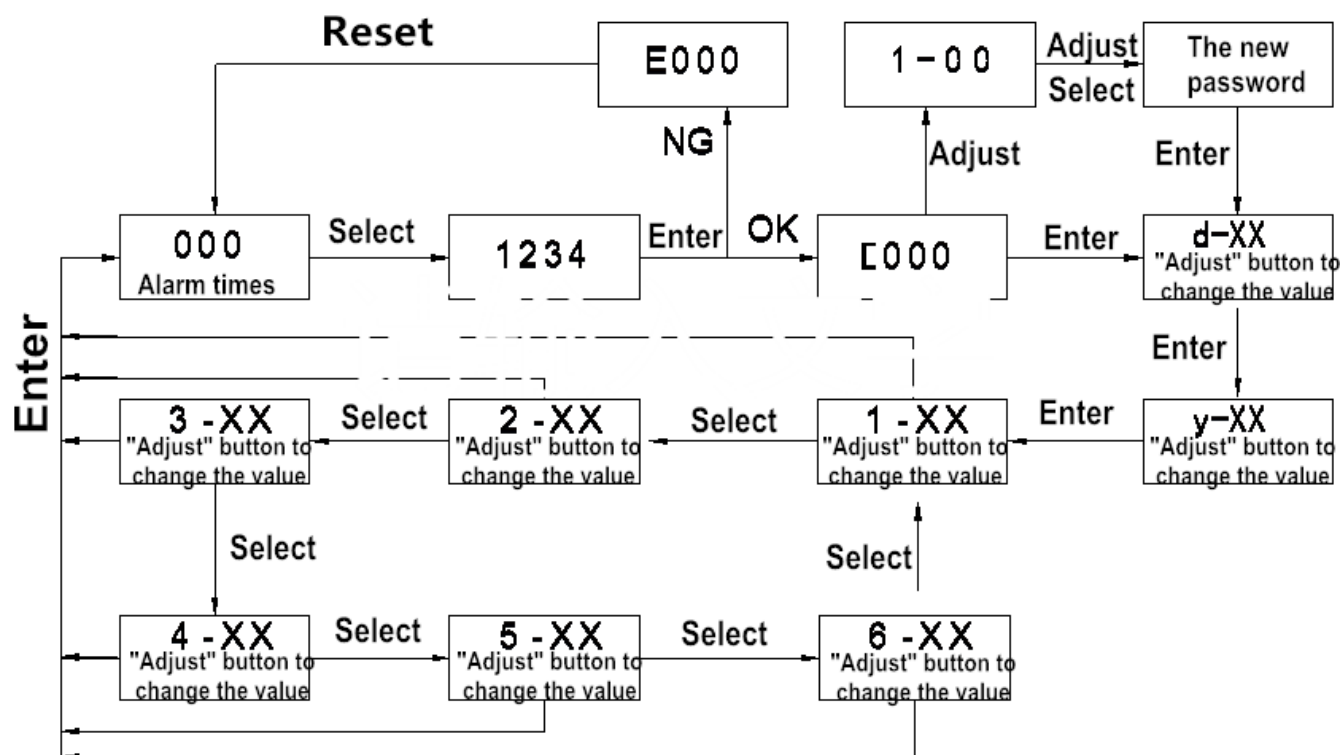 Reset
E000
1-00
Adjust
Select
The new
password
NG
Adjust
Enter
000
Alarm times
Select
1234
Enter
OK
[000
Enter
d-XX
"Adjust" button to
change the value
Enter
Enter
3 -XX
"Adjust" button to
change the value
Select
2 -XX
"Adjust" button to
change the value
Select
1 -XX
"Adjust" button to
change the value
Enter
y-XX
"Adjust" button to
change the value
Select
Select
4 -XX
"Adjust" button to
change the value
Select
5 -XX
"Adjust" button to
change the value
Select
6 -XX
"Adjust" button to
change the value